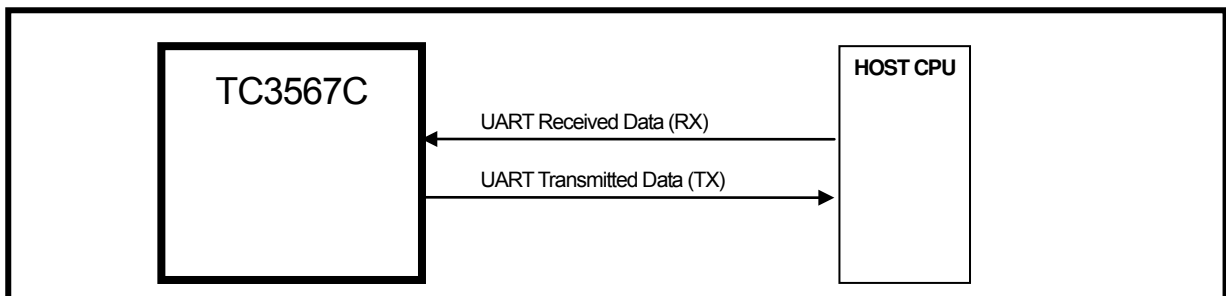 TC3567C
HOST CPU
UART Received Data (RX)
UART Transmitted Data (TX)